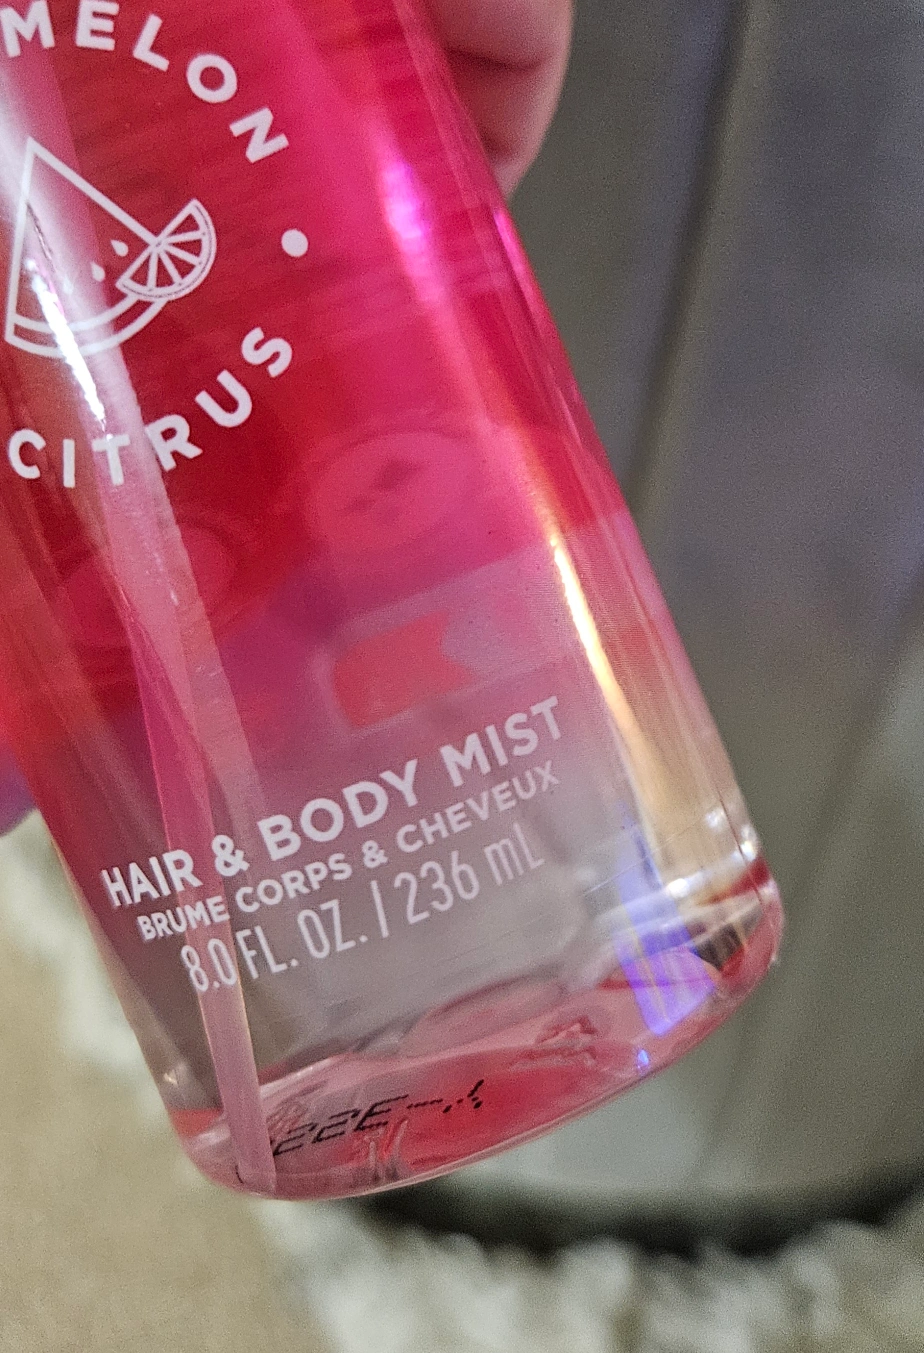 MELON
CITRUS
HAIR & BODY MIST
BRUME CORPS & CHEVEUX
8.0 FL. OZ. / 236 mL